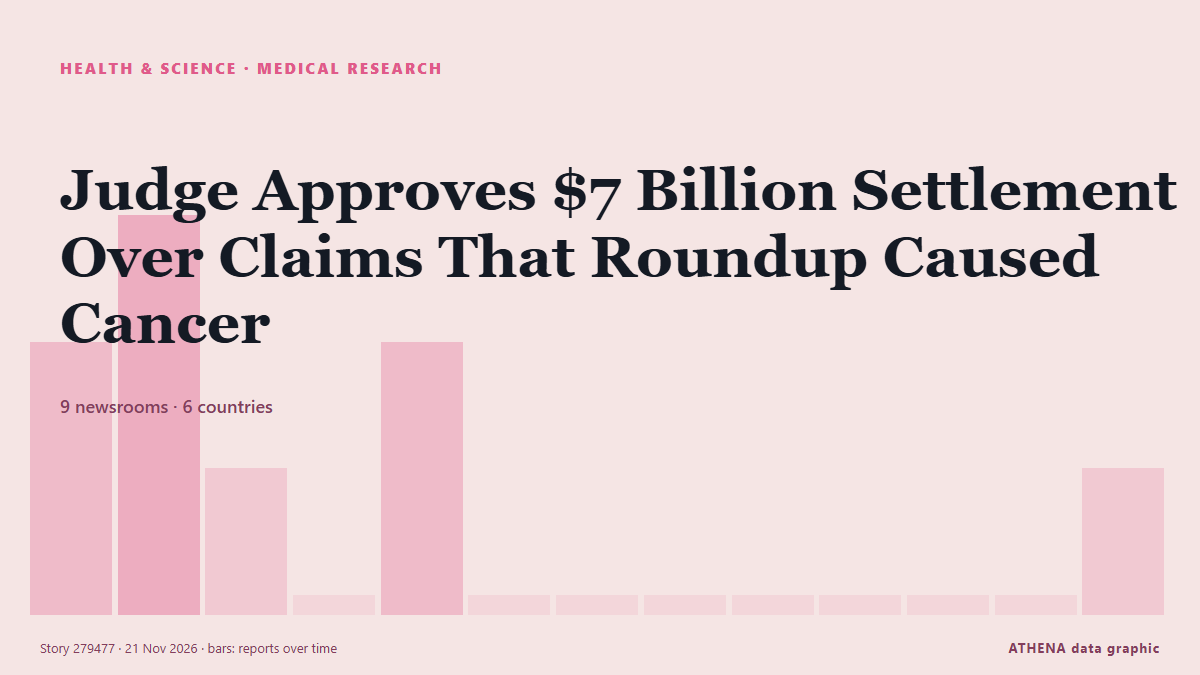 HEALTH & SCIENCE · MEDICAL RESEARCH
Judge Approves $7 Billion Settlement
Over Claims That Roundup Caused
Cancer
9 newsrooms · 6 countries
Story 279477 · 21 Nov 2026 · bars: reports over time
ATHENA data graphic